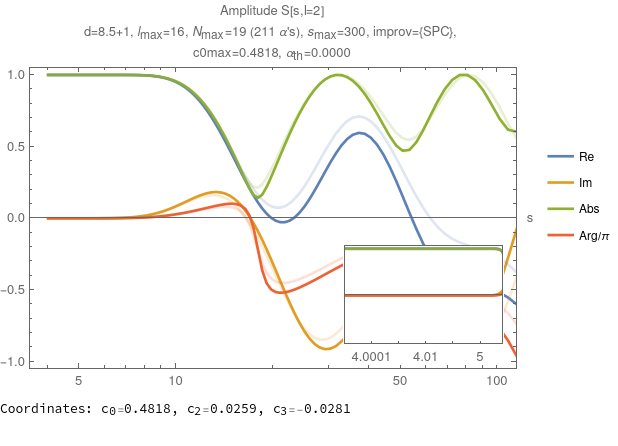 Amplitude S[s,l=2]
d=8.5+1, lmax=16, Nmax=19 (211 α's), smax=300, improv={SPC},
c0max=0.4818, αth=0.0000
1.0
0.5
0.0
-0.5
-1.0
5
10
50
100
s
Re
Im
Abs
Arg/π
4.0001
4.01
5
Coordinates: c0=0.4818, c2=0.0259, c3=-0.0281